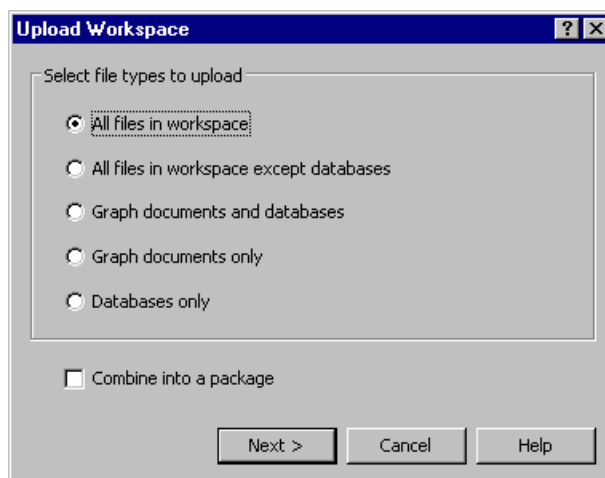 Upload Workspace
Select file types to upload
All files in workspace
All files in workspace except databases
Graph documents and databases
Graph documents only
Databases only
Combine into a package
Next > Cancel Help